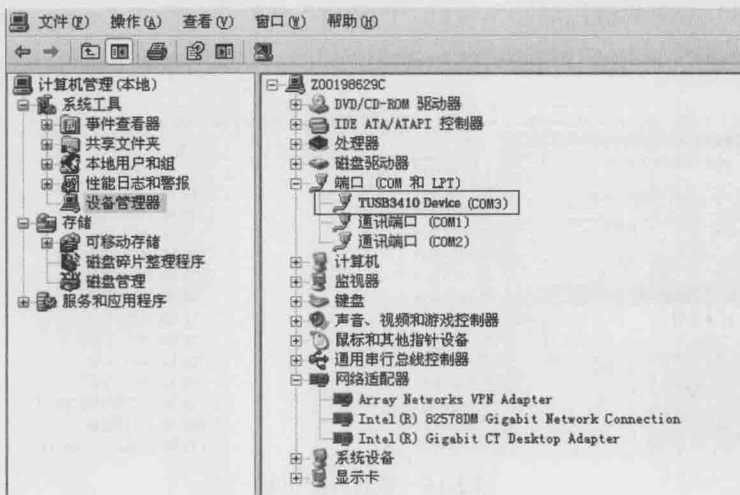 文件(F) 操作(A) 查看(V) 窗口(W) 帮助(H)
计算机管理(本地)
系统工具
事件查看器
共享文件夹
本地用户和组
性能日志和警报
设备管理器
存储
可移动存储
磁盘碎片整理程序
磁盘管理
服务和应用程序
Z00198629C
DVD/CD-ROM 驱动器
IDE ATA/ATAPI 控制器
处理器
磁盘驱动器
端口 (COM 和 LPT)
TUSB3410 Device (COM3)
通讯端口 (COM1)
通讯端口 (COM2)
计算机
监视器
键盘
声音、视频和游戏控制器
鼠标和其他指针设备
通用串行总线控制器
网络适配器
Array Networks VPN Adapter
Intel(R) 82578DM Gigabit Network Connection
Intel(R) Gigabit CT Desktop Adapter
系统设备
显示卡